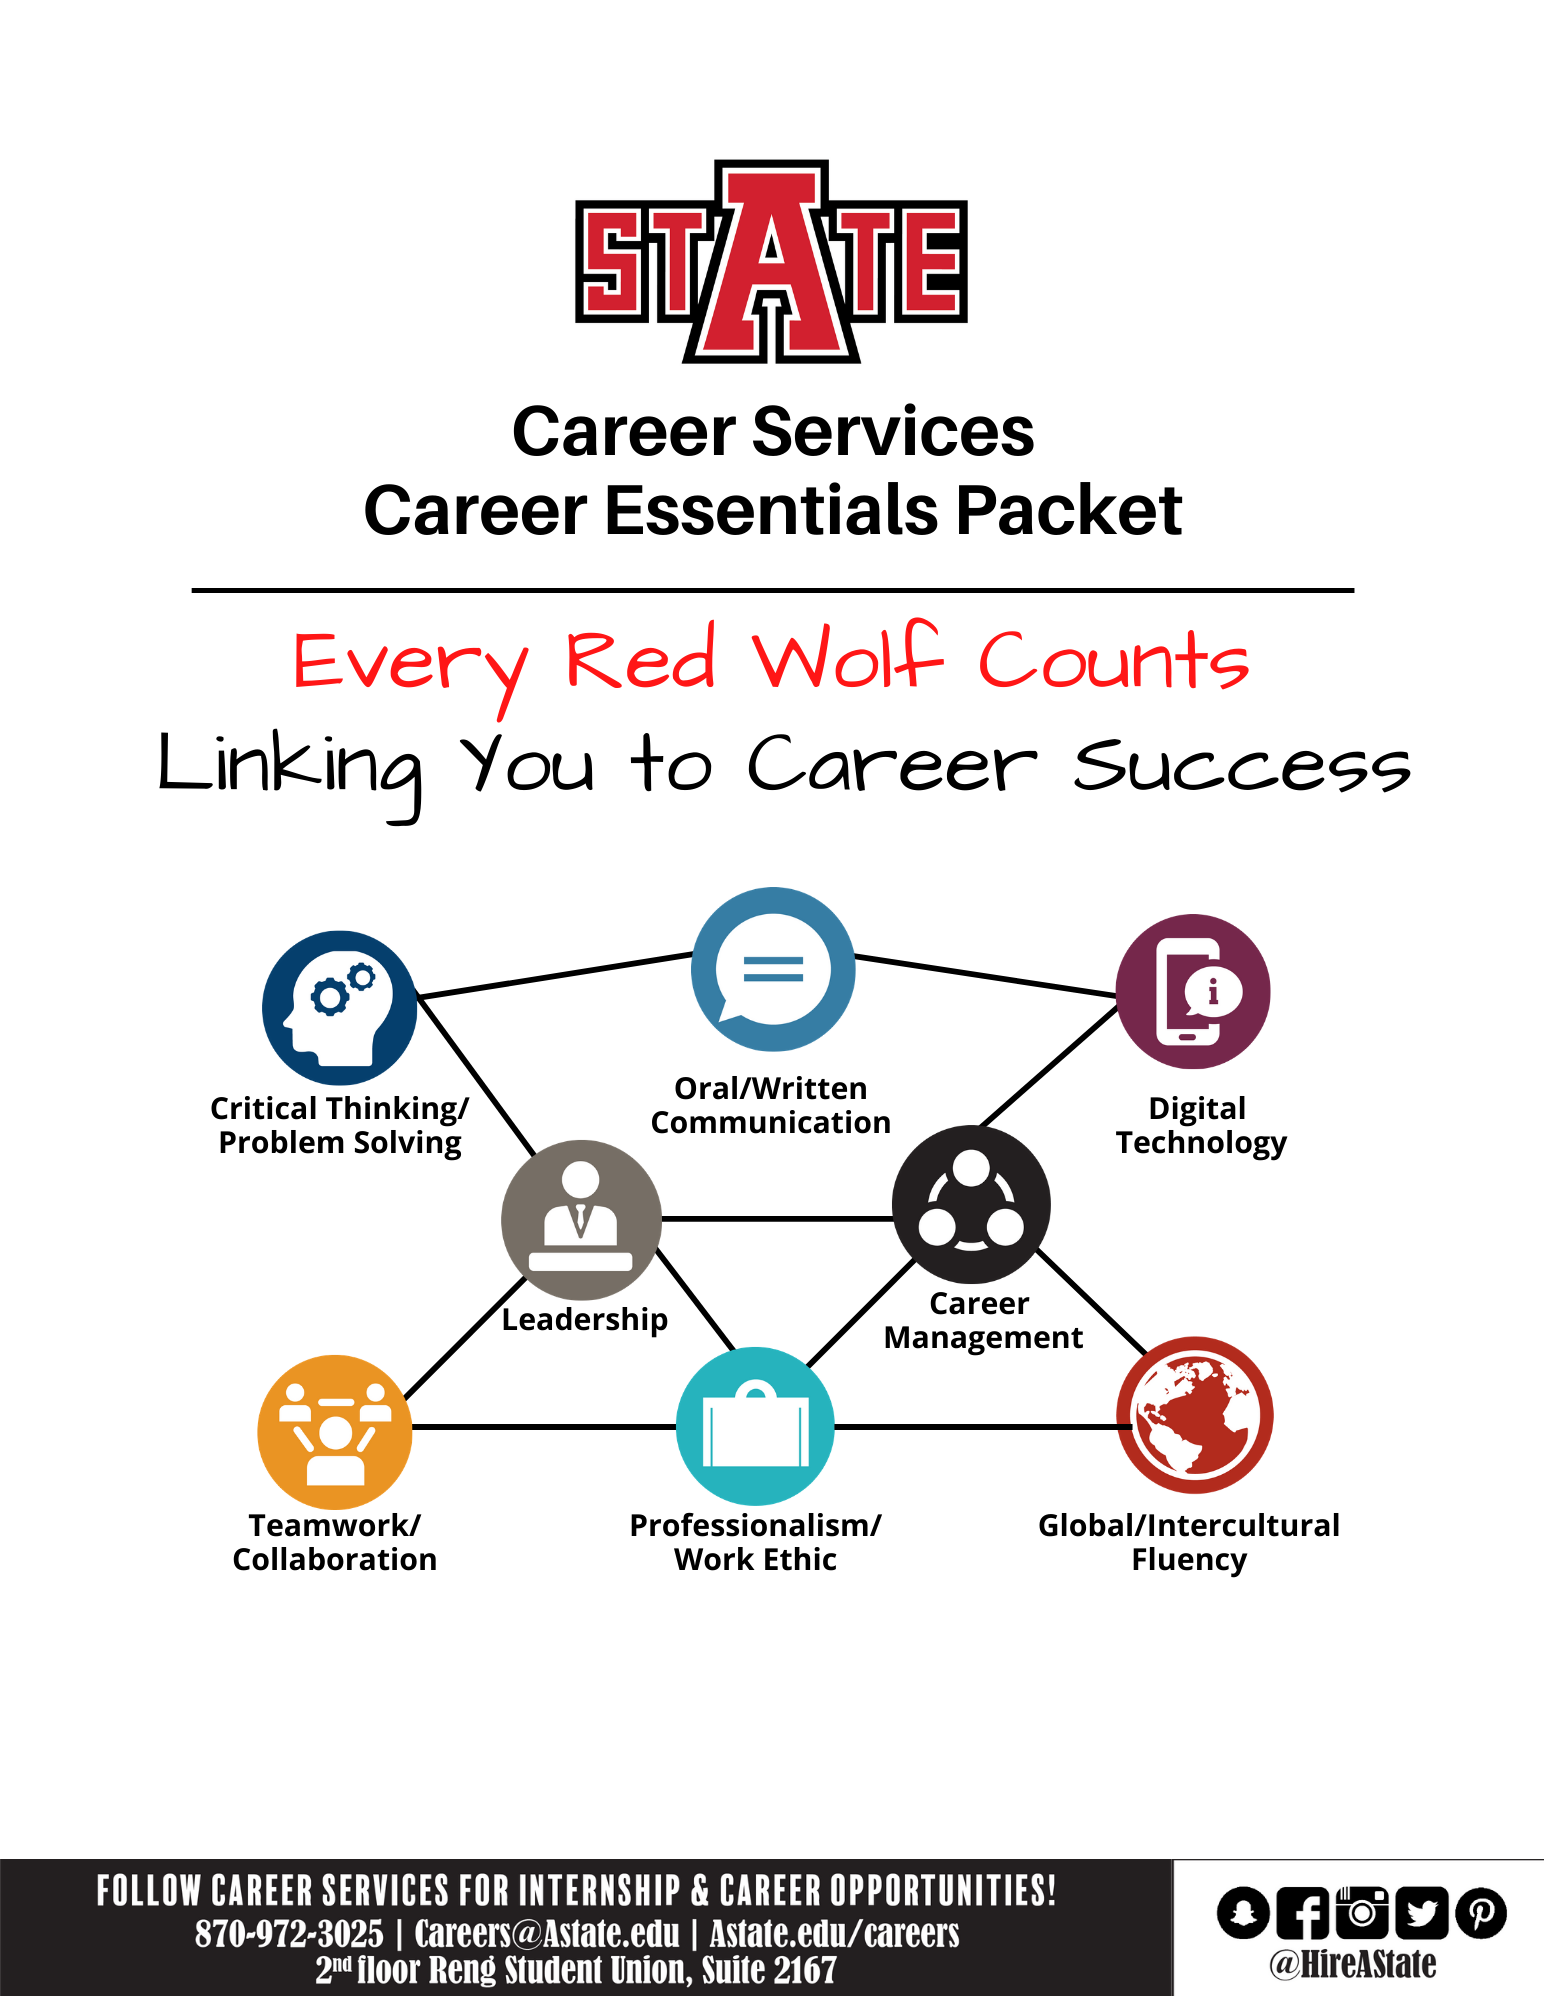 STATE
Career Services
Career Essentials Packet
Every Red Wolf Counts
Linking You to Career Success
Critical Thinking/
Problem Solving
Oral/Written
Communication
Digital
Technology
Leadership
Career
Management
Teamwork/
Collaboration
Professionalism/
Work Ethic
Global/Intercultural
Fluency
FOLLOW CAREER SERVICES FOR INTERNSHIP & CAREER OPPORTUNITIES!
870-972-3025 | Careers@Astate.edu | Astate.edu/careers
2nd floor Reng Student Union, Suite 2167
@HireAState